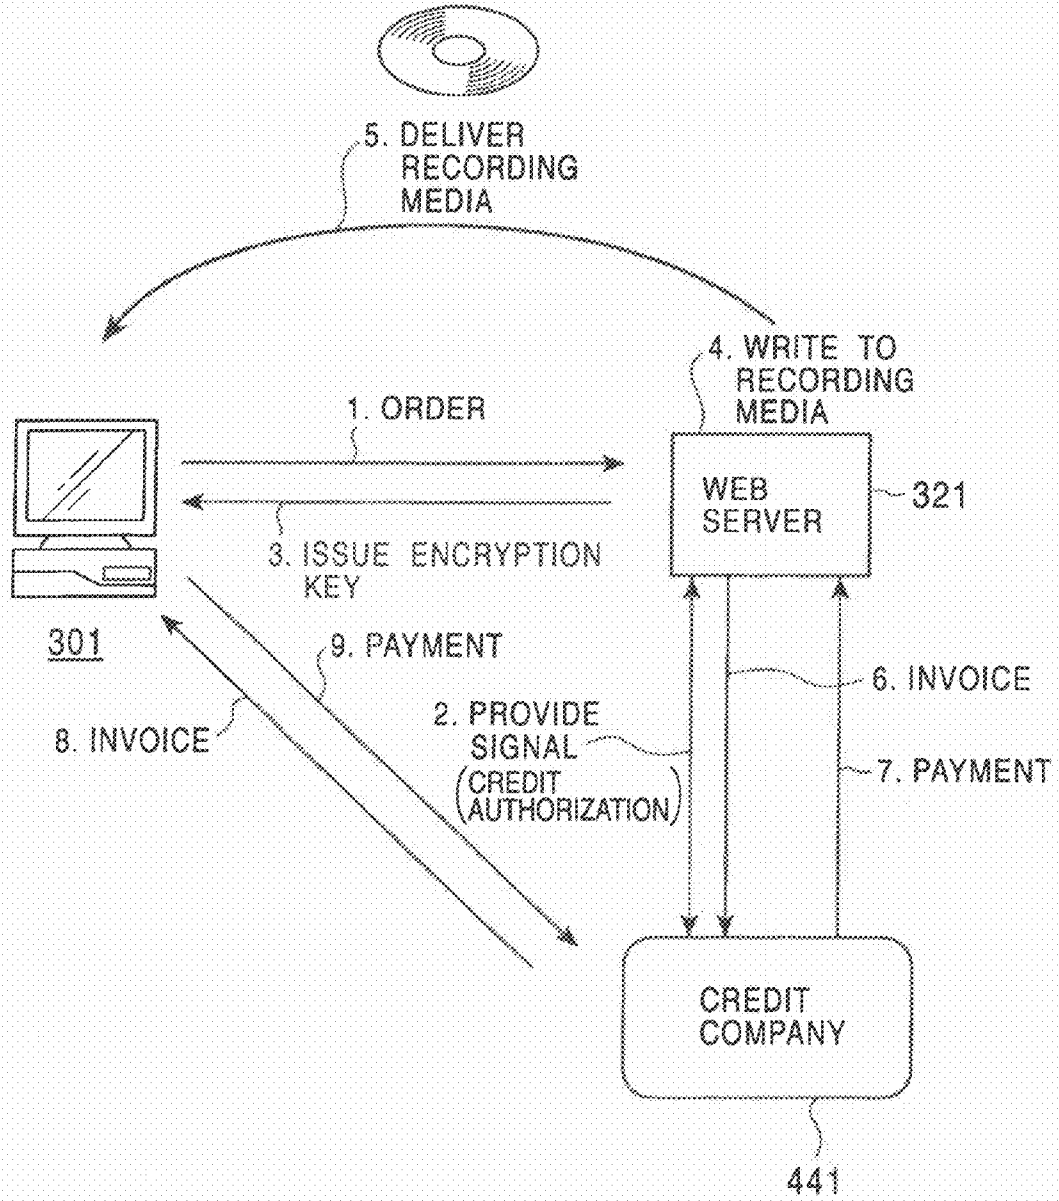 5. DELIVER
RECORDING
MEDIA
4. WRITE TO
RECORDING
MEDIA
1. ORDER
WEB
SERVER
321
3. ISSUE ENCRYPTION
KEY
301
9. PAYMENT
8. INVOICE
2. PROVIDE
SIGNAL
(CREDIT
AUTHORIZATION)
6. INVOICE
7. PAYMENT
CREDIT
COMPANY
441